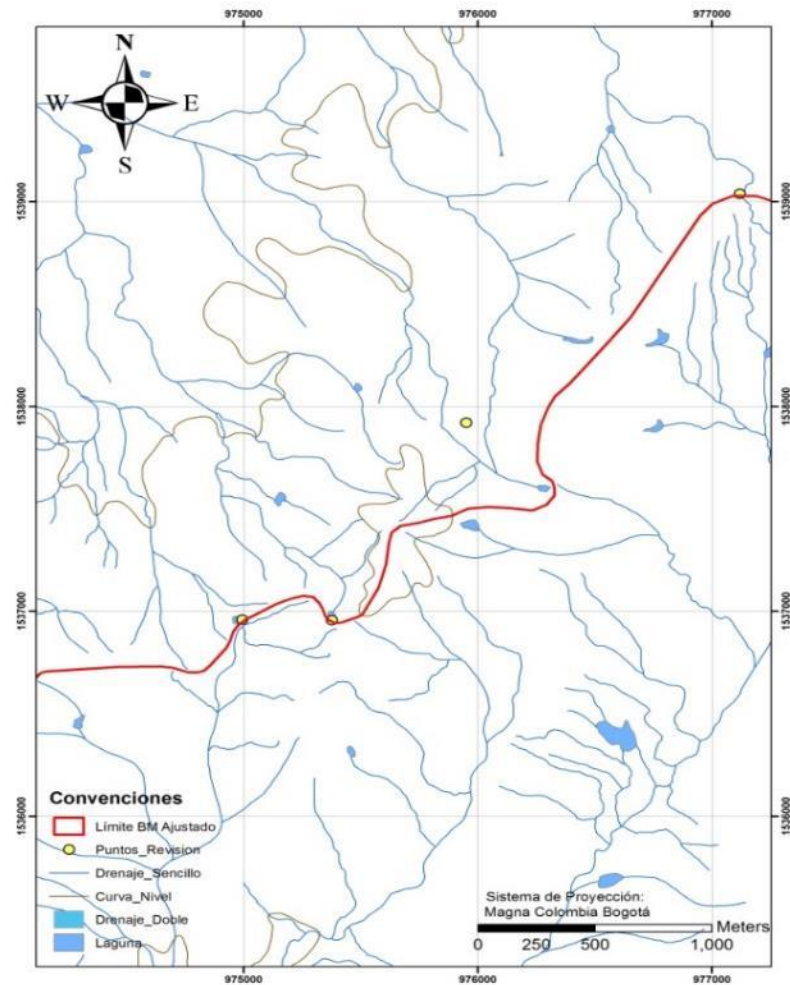 975000 976000 977000
N
W E
S
1539000 1539000
1538000 1538000
1537000 1537000
1536000 1536000
Convenciones
Límite BM Ajustado
Puntos_Revision
Drenaje_Sencillo
Curva_Nivel
Drenaje_Doble
Laguna
Sistema de Proyección:
Magna Colombia Bogotá
Meters
0 250 500 1,000
975000 976000 977000